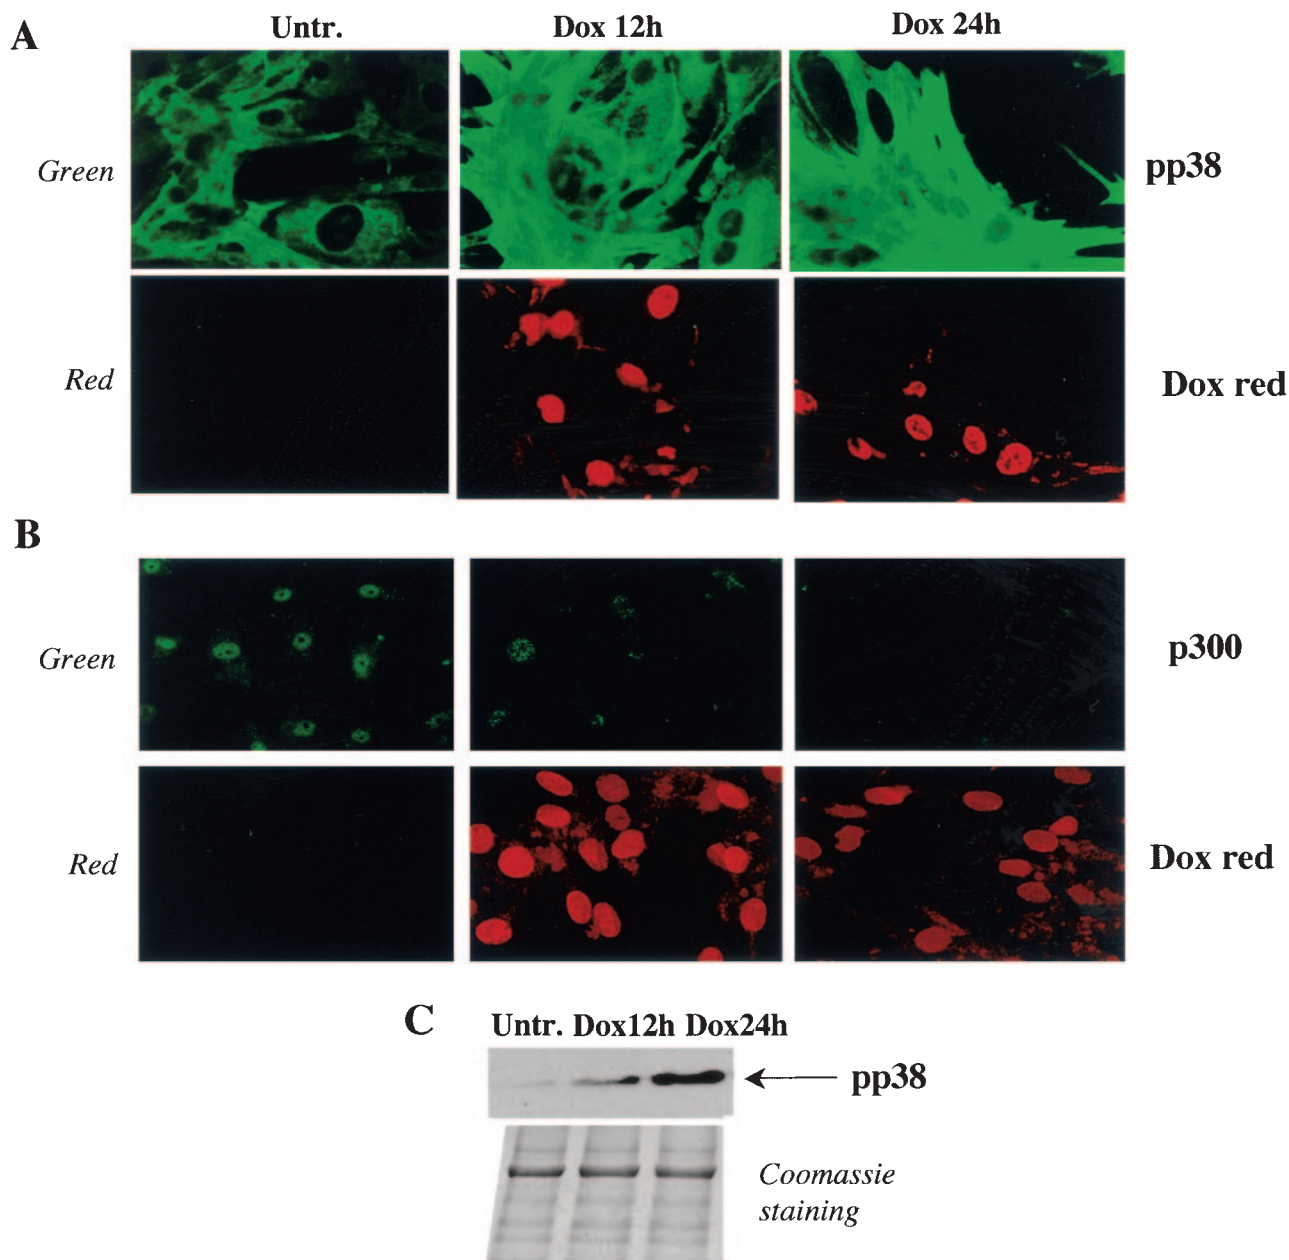 A
Untr.
Dox 12h
Dox 24h
Green
pp38
Red
Dox red
B
Green
p300
Red
Dox red
C
Untr. Dox12h Dox24h
pp38
Coomassie
staining